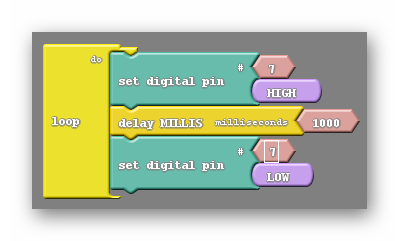 do
set digital pin # 7
HIGH
loop
delay MILLIS milliseconds 1000
set digital pin # 7
LOW